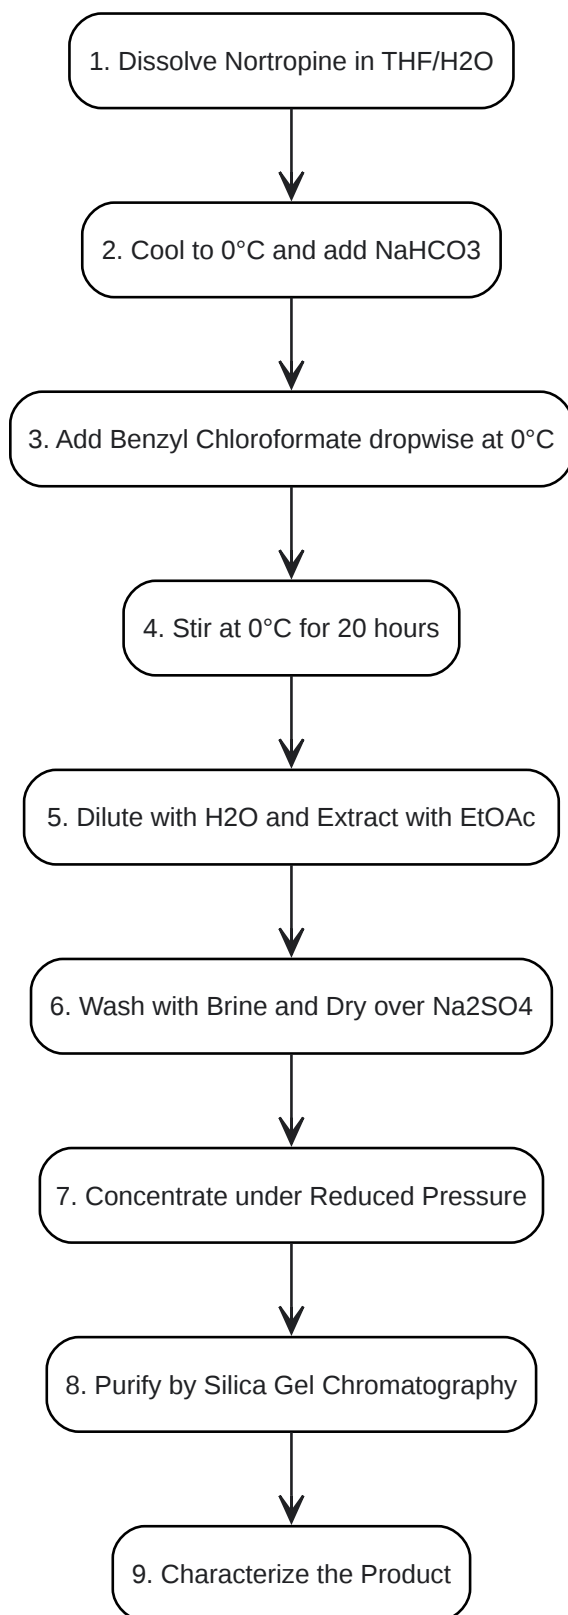 1. Dissolve Nortropine in THF/H2O
2. Cool to 0°C and add NaHCO3
3. Add Benzyl Chloroformate dropwise at 0°C
4. Stir at 0°C for 20 hours
5. Dilute with H2O and Extract with EtOAc
6. Wash with Brine and Dry over Na2SO4
7. Concentrate under Reduced Pressure
8. Purify by Silica Gel Chromatography
9. Characterize the Product